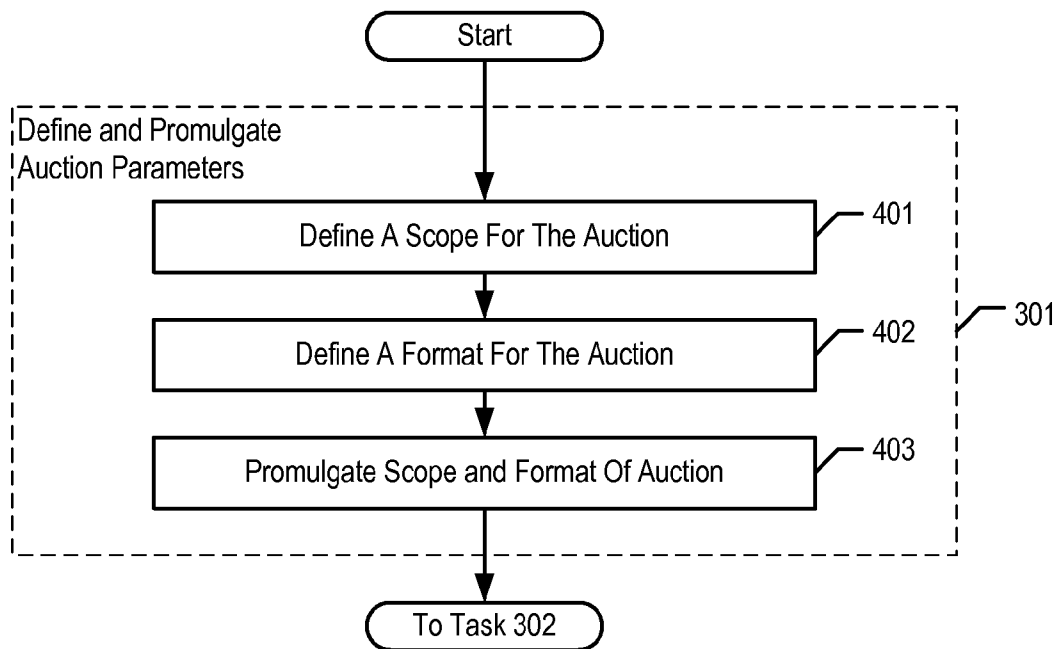 Start
Define and Promulgate
Auction Parameters
Define A Scope For The Auction
401
Define A Format For The Auction
402
Promulgate Scope and Format Of Auction
403
301
To Task 302